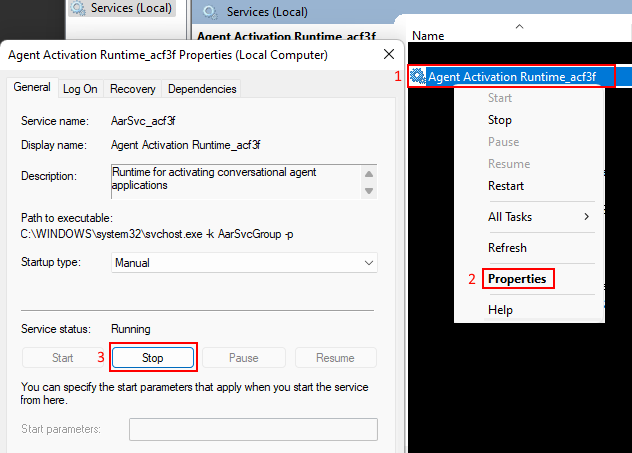 Services (Local)
Services (Local)
Agent Activation Runtime_acf3f
Name
Agent Activation Runtime_acf3f Properties (Local Computer)
General
Log On
Recovery
Dependencies
Service name:
AarSvc_acf3f
Display name:
Agent Activation Runtime_acf3f
Description:
Runtime for activating conversational agent
applications
Path to executable:
C:\WINDOWS\system32\svchost.exe -k AarSvcGroup -p
Startup type:
Manual
Service status:
Running
Start
3
Stop
Pause
Resume
You can specify the start parameters that apply when you start the service
from here.
Start parameters:
1
Agent Activation Runtime_acf3f
Start
Stop
Pause
Resume
Restart
All Tasks
Refresh
2
Properties
Help